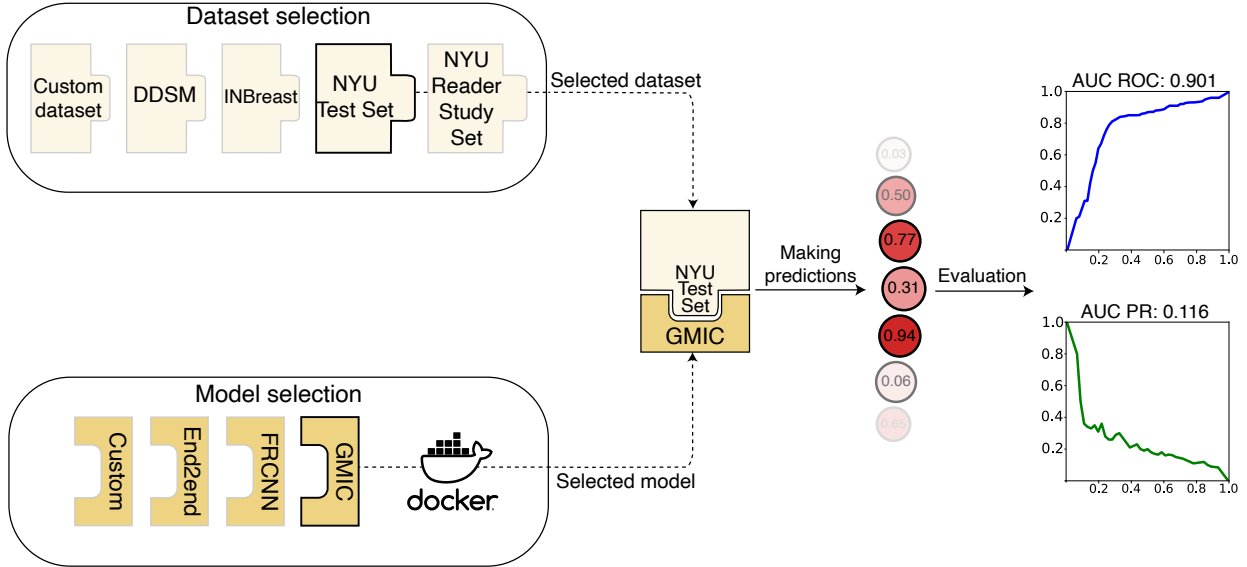 Dataset selection
Custom
dataset
DDSM
INBreast
NYU
Test Set
NYU
Reader
Study
Set
Selected dataset
Model selection
Custom
End2end
FRCNN
GMIC
docker
Selected model
NYU
Test
Set
GMIC
Making
predictions
0.03
0.50
0.77
0.31
0.94
0.06
0.65
Evaluation
AUC ROC: 0.901
1.0
0.8
0.6
0.4
0.2
0.2 0.4 0.6 0.8 1.0
AUC PR: 0.116
1.0
0.8
0.6
0.4
0.2
0.2 0.4 0.6 0.8 1.0